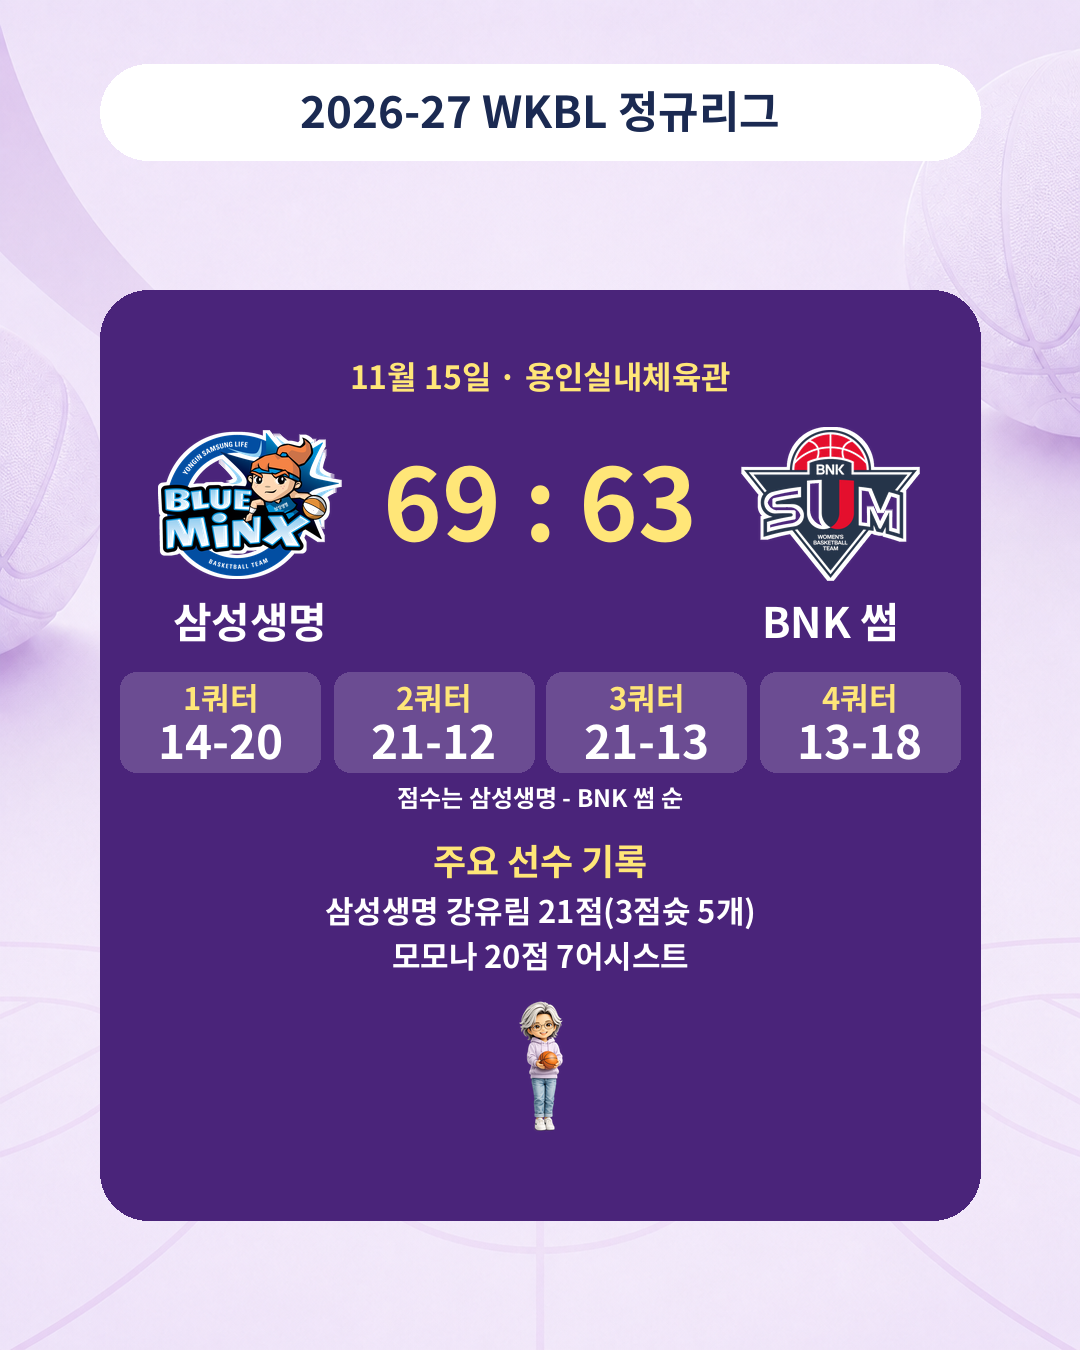 2026-27 WKBL 정규리그
11월 15일 · 용인실내체육관
YONGIN SAMSUNG LIFE
BLUE
MiNX
BASKETBALL TEAM
69 : 63
BNK
SUM
WOMEN'S
BASKETBALL
TEAM
삼성생명
BNK 썸
1쿼터
14-20
2쿼터
21-12
3쿼터
21-13
4쿼터
13-18
점수는 삼성생명 - BNK 썸 순
주요 선수 기록
삼성생명 강유림 21점(3점슛 5개)
모모나 20점 7어시스트